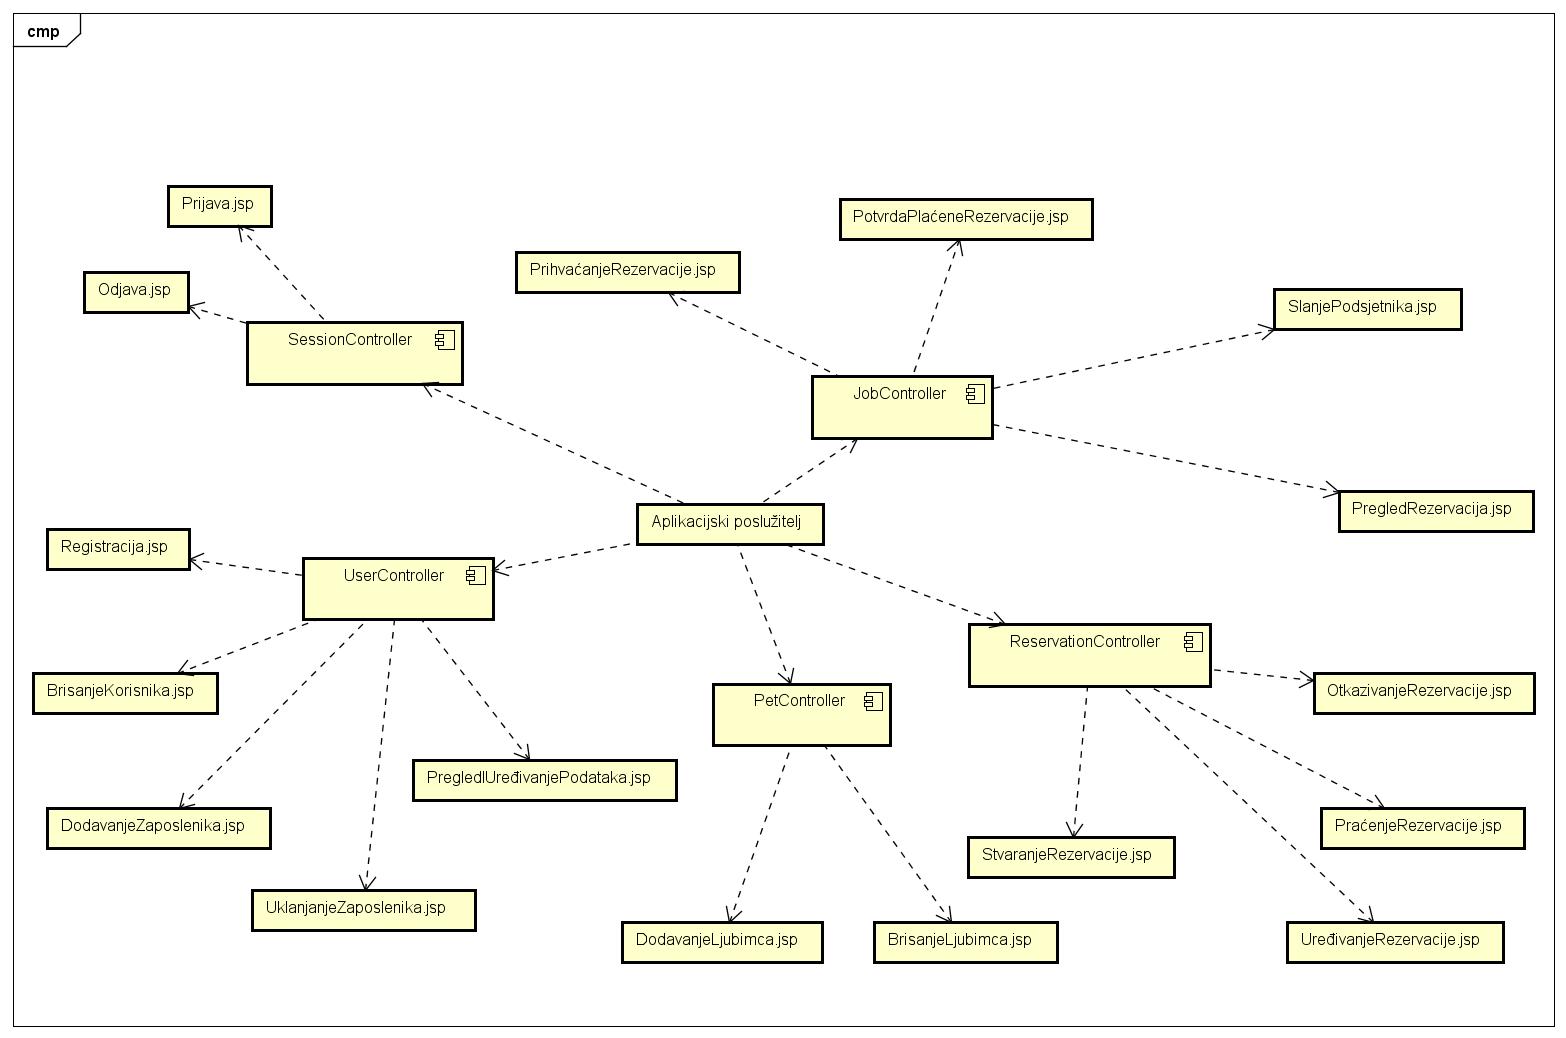 cmp
Prijava.jsp
PotvrdaPlaćeneRezervacije.jsp
PrihvaćanjeRezervacije.jsp
Odjava.jsp
SlanjePodsjetnika.jsp
SessionController
JobController
PregledRezervacija.jsp
Aplikacijski poslužitelj
Registracija.jsp
UserController
ReservationController
BrisanjeKorisnika.jsp
PetController
OtkazivanjeRezervacije.jsp
PregledIUređivanjePodataka.jsp
DodavanjeZaposlenika.jsp
PraćenjeRezervacije.jsp
StvaranjeRezervacije.jsp
UklanjanjeZaposlenika.jsp
DodavanjeLjubimca.jsp
BrisanjeLjubimca.jsp
UređivanjeRezervacije.jsp